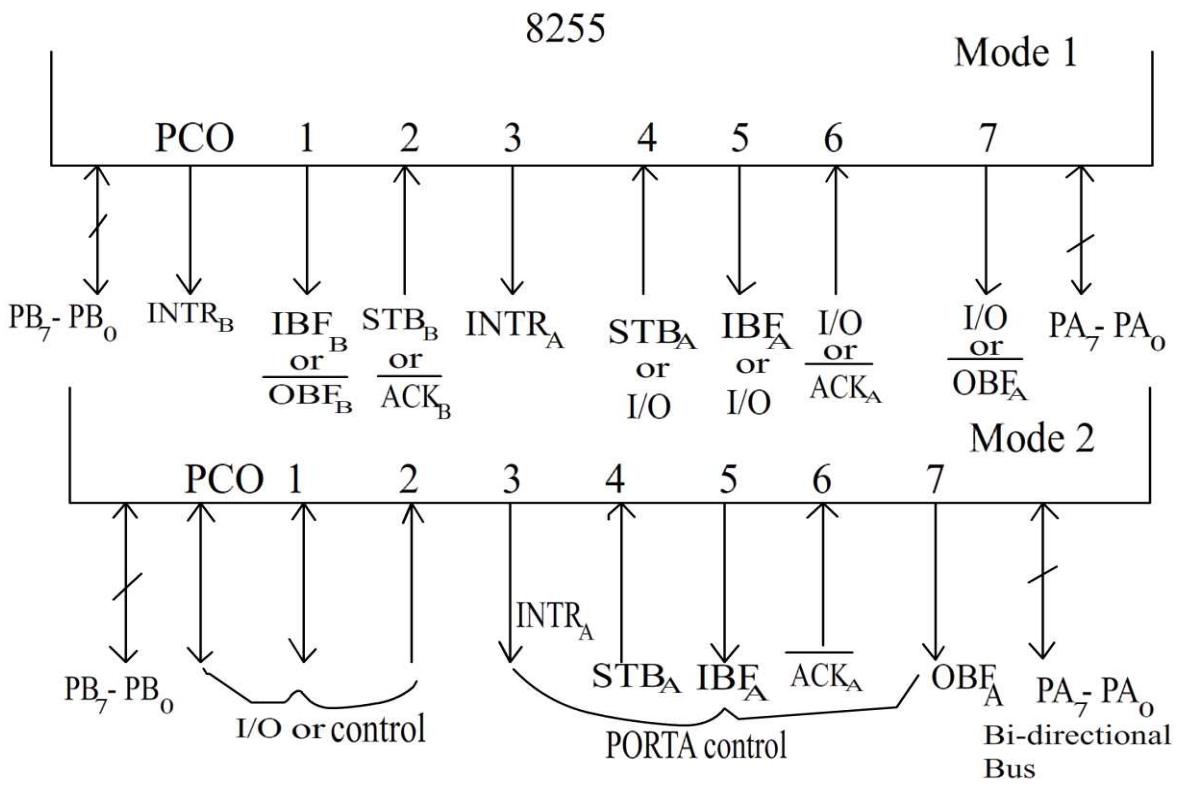 8255
Mode 1
PCO 1 2 3 4 5 6 7
PB7- PB0 INTRB IBFB or OBFB STBB or ACKB INTRA STBA or I/O IBFA or I/O I/O or ACKA I/O or OBFA PA7- PA0
Mode 2
PCO 1 2 3 4 5 6 7
INTRA
PB7- PB0 STBA IBFA ACKA OBFA PA7- PA0
I/O or control PORTA control Bi-directional
Bus